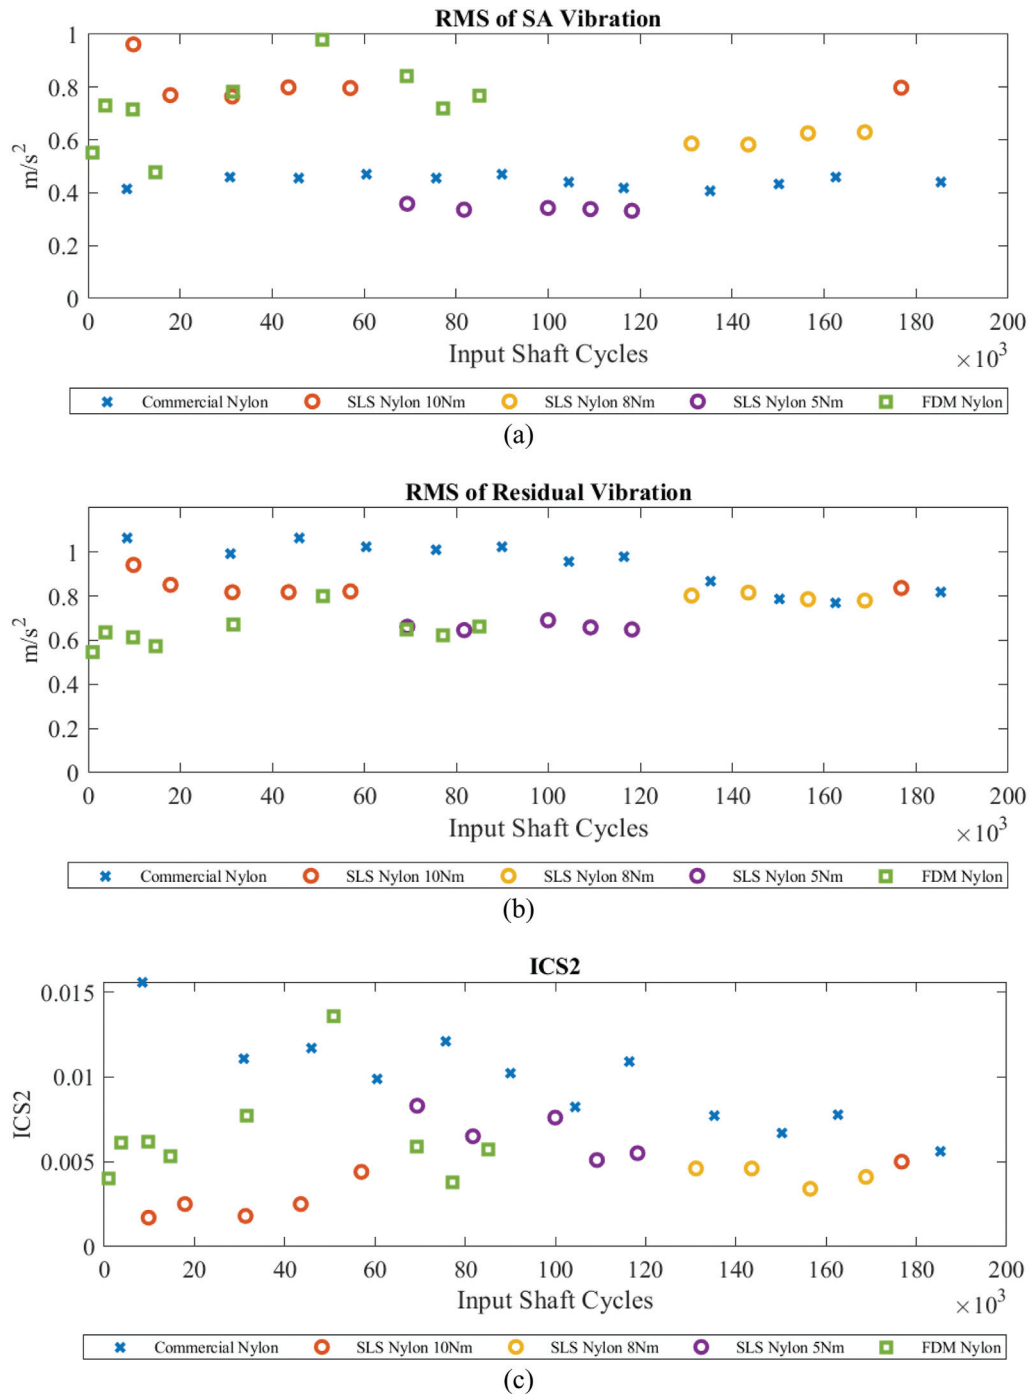 RMS of SA Vibration
1
0.8
0.6
0.4
0.2
0
m/s²
0 20 40 60 80 100 120 140 160 180 200
Input Shaft Cycles
×10³
Commercial Nylon SLS Nylon 10Nm SLS Nylon 8Nm SLS Nylon 5Nm FDM Nylon
(a)
RMS of Residual Vibration
1
0.8
0.6
0.4
0.2
0
m/s²
0 20 40 60 80 100 120 140 160 180 200
Input Shaft Cycles
×10³
Commercial Nylon SLS Nylon 10Nm SLS Nylon 8Nm SLS Nylon 5Nm FDM Nylon
(b)
ICS2
0.015
0.01
0.005
0
ICS2
0 20 40 60 80 100 120 140 160 180 200
Input Shaft Cycles
×10³
Commercial Nylon SLS Nylon 10Nm SLS Nylon 8Nm SLS Nylon 5Nm FDM Nylon
(c)